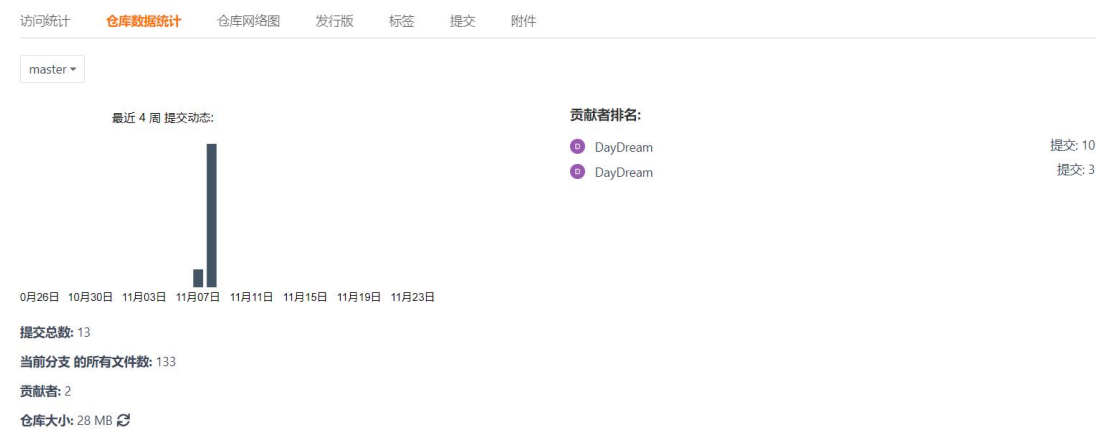 访问统计 仓库数据统计 仓库网络图 发行版 标签 提交 附件
master
最近 4 周 提交动态:
0月26日 10月30日 11月03日 11月07日 11月11日 11月15日 11月19日 11月23日
贡献者排名:
D DayDream 提交: 10
D DayDream 提交: 3
提交总数: 13
当前分支 的所有文件数: 133
贡献者: 2
仓库大小: 28 MB